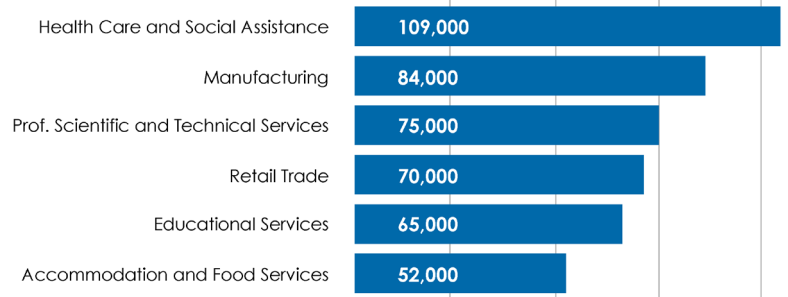 Health Care and Social Assistance 109,000
Manufacturing 84,000
Prof. Scientific and Technical Services 75,000
Retail Trade 70,000
Educational Services 65,000
Accommodation and Food Services 52,000